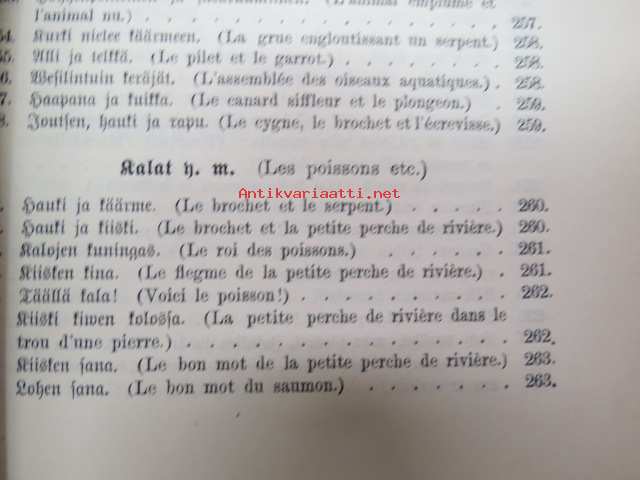 l'animal nu.) . . . . . . . . . . . . 257.
54. Kurki nielee käärmeen. (La grue engloutissant un serpent.) 258.
55. Alli ja telkkä. (Le pilet et le garrot.) . . . . . . . 258.
6. Wesilintuin keräjät. (L'assemblée des oiseaux aquatiques.) . 258.
7. Haapana ja kuikka. (Le canard siffleur et le plongeon.) . 259.
8. Joutsen, hauki ja rapu. (Le cygne, le brochet et l'écrevisse.) 259.
Kalat y. m. (Les poissons etc.)
Antikvariaatti.net
Hauki ja käärme. (Le brochet et le serpent.) . . . . . 260.
Hauki ja kiiski. (Le brochet et la petite perche de rivière.) 260.
Kalojen kuningas. (Le roi des poissons.) . . . . . . 261.
Kiisken kina. (Le flegme de la petite perche de rivière.) . 261.
Täällä kala! (Voici le poisson!) . . . . . . . . . 262.
Kiiski kiwen kolossa. (La petite perche de rivière dans le
trou d'une pierre.) . . . . . . . . . . . . 262.
Kiisken sana. (Le bon mot de la petite perche de rivière.) 263.
Lohen sana. (Le bon mot du saumon.) . . . . . . . 263.